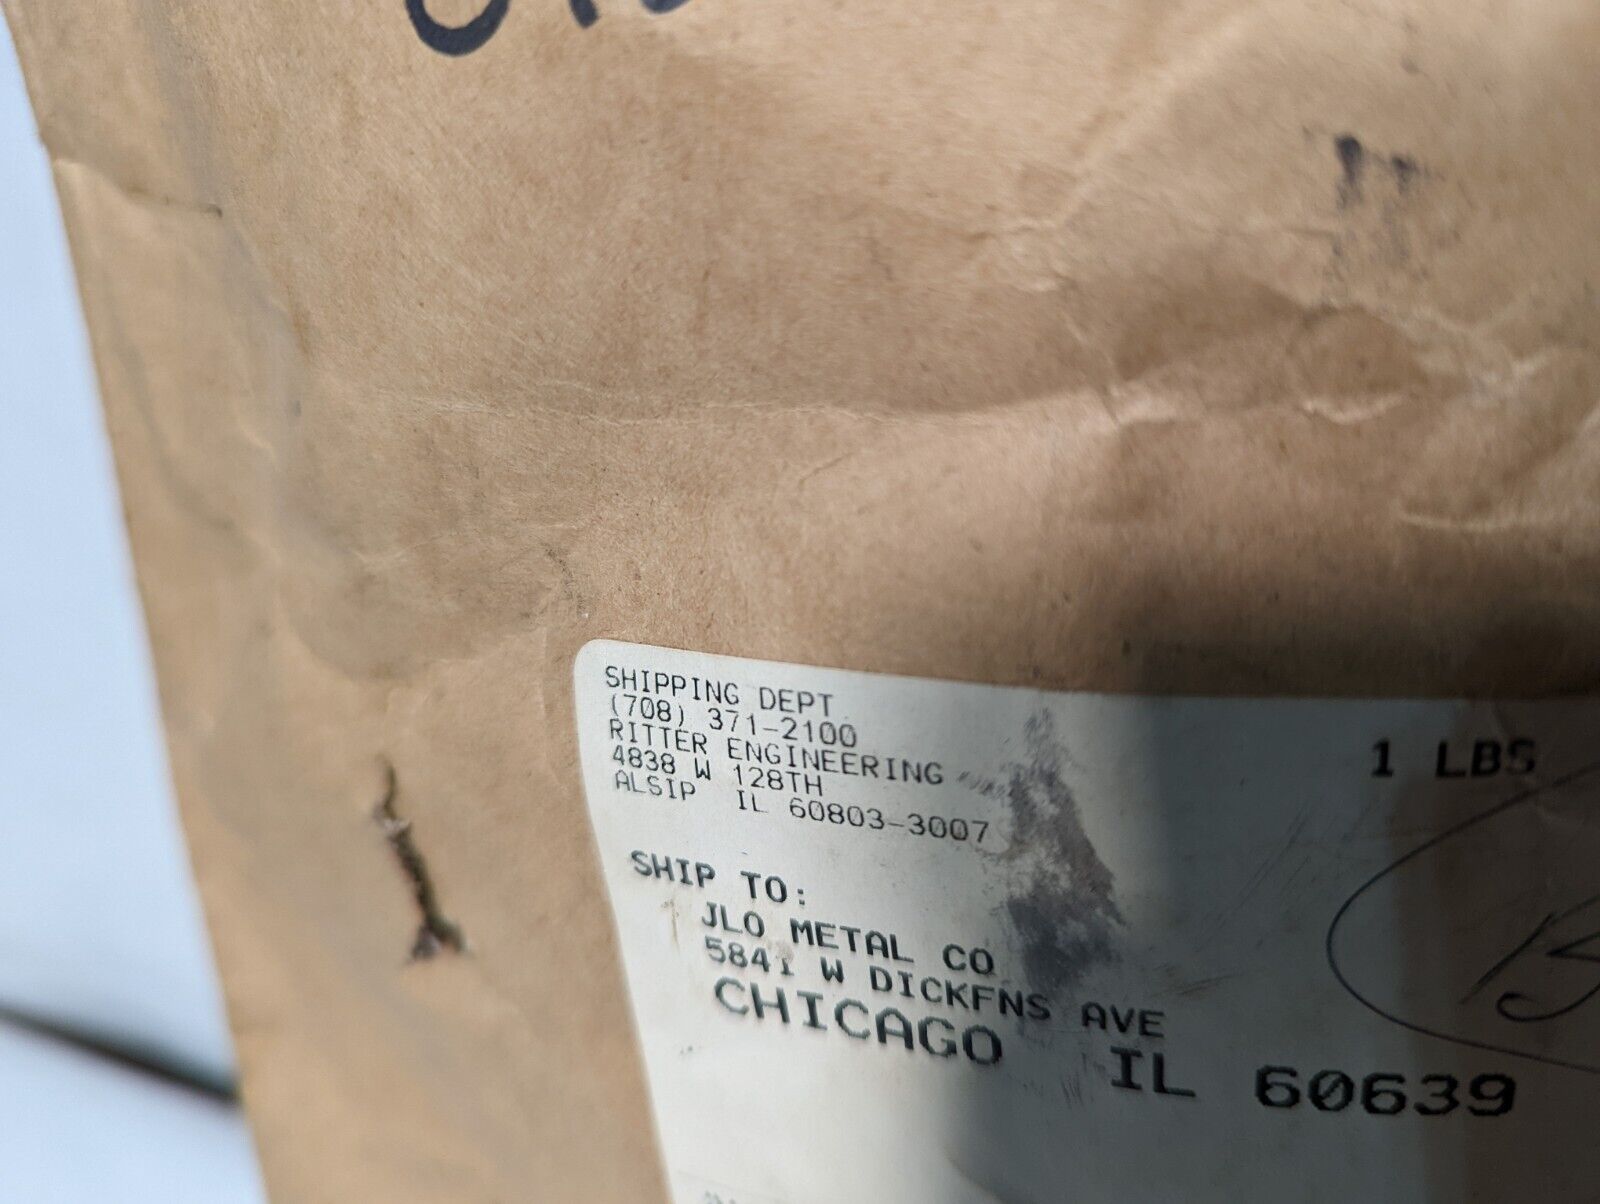 SHIPPING DEPT
(708) 371-2100
RITTER ENGINEERING
4838 W 128TH
ALSIP IL 60803-3007
1 LBS
SHIP TO:
JLO METAL CO
5841 W DICKFNS AVE
CHICAGO IL 60639